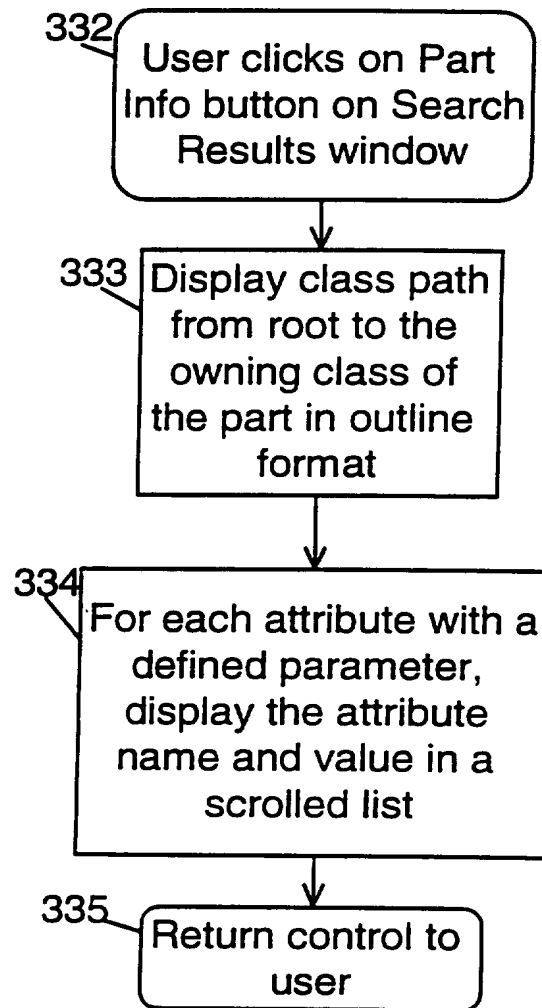 332
User clicks on Part
Info button on Search
Results window
333
Display class path
from root to the
owning class of
the part in outline
format
334
For each attribute with a
defined parameter,
display the attribute
name and value in a
scrolled list
335
Return control to
user